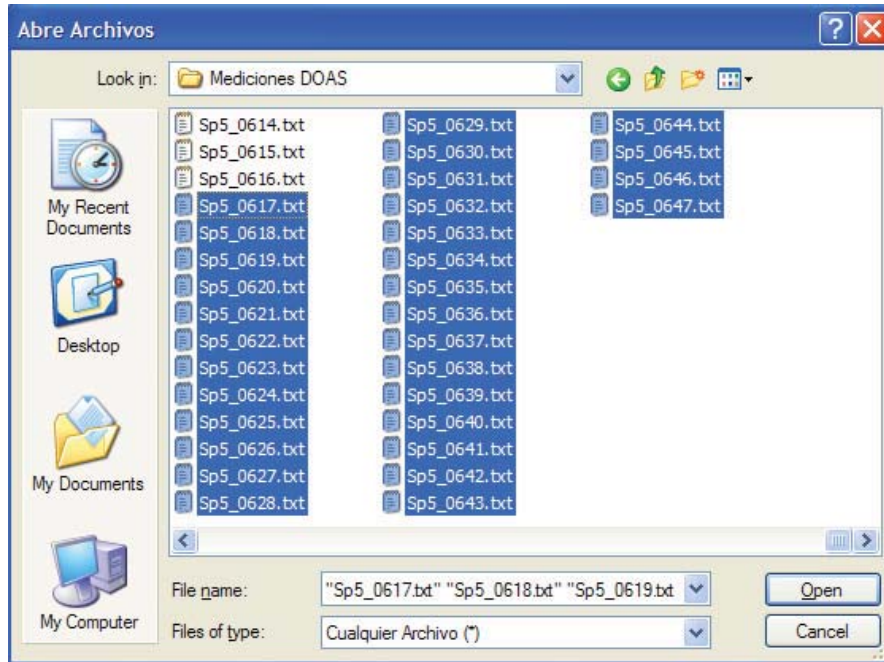 Abre Archivos
Look in:
Mediciones DOAS
My Recent
Documents
Desktop
My Documents
My Computer
Sp5_0614.txt
Sp5_0615.txt
Sp5_0616.txt
Sp5_0617.txt
Sp5_0618.txt
Sp5_0619.txt
Sp5_0620.txt
Sp5_0621.txt
Sp5_0622.txt
Sp5_0623.txt
Sp5_0624.txt
Sp5_0625.txt
Sp5_0626.txt
Sp5_0627.txt
Sp5_0628.txt
Sp5_0629.txt
Sp5_0630.txt
Sp5_0631.txt
Sp5_0632.txt
Sp5_0633.txt
Sp5_0634.txt
Sp5_0635.txt
Sp5_0636.txt
Sp5_0637.txt
Sp5_0638.txt
Sp5_0639.txt
Sp5_0640.txt
Sp5_0641.txt
Sp5_0642.txt
Sp5_0643.txt
Sp5_0644.txt
Sp5_0645.txt
Sp5_0646.txt
Sp5_0647.txt
File name:
"Sp5_0617.txt" "Sp5_0618.txt" "Sp5_0619.txt
Open
Files of type:
Cualquier Archivo (*)
Cancel